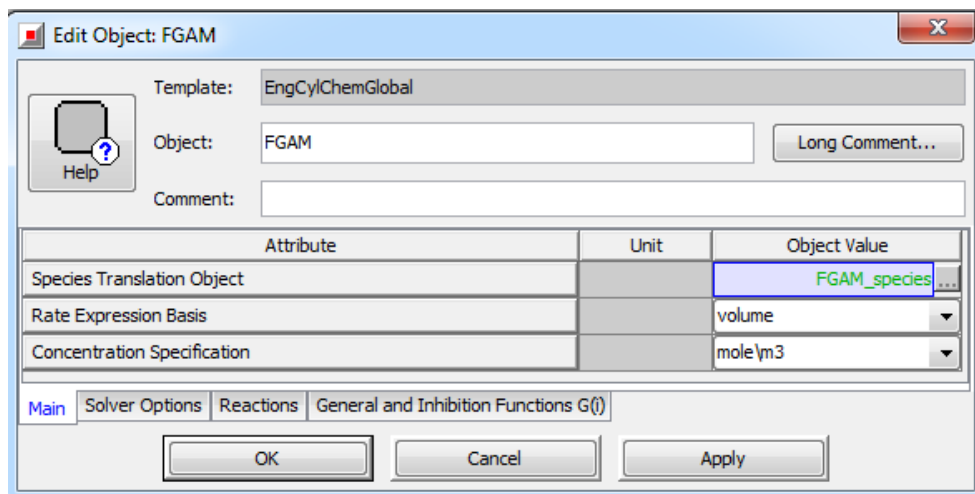 Edit Object: FGAM
X
Template: EngCylChemGlobal
Help ?
Object: FGAM Long Comment...
Comment:
Attribute Unit Object Value
Species Translation Object FGAM_species ...
Rate Expression Basis volume
Concentration Specification mole\m3
Main Solver Options Reactions General and Inhibition Functions G(i)
OK Cancel Apply